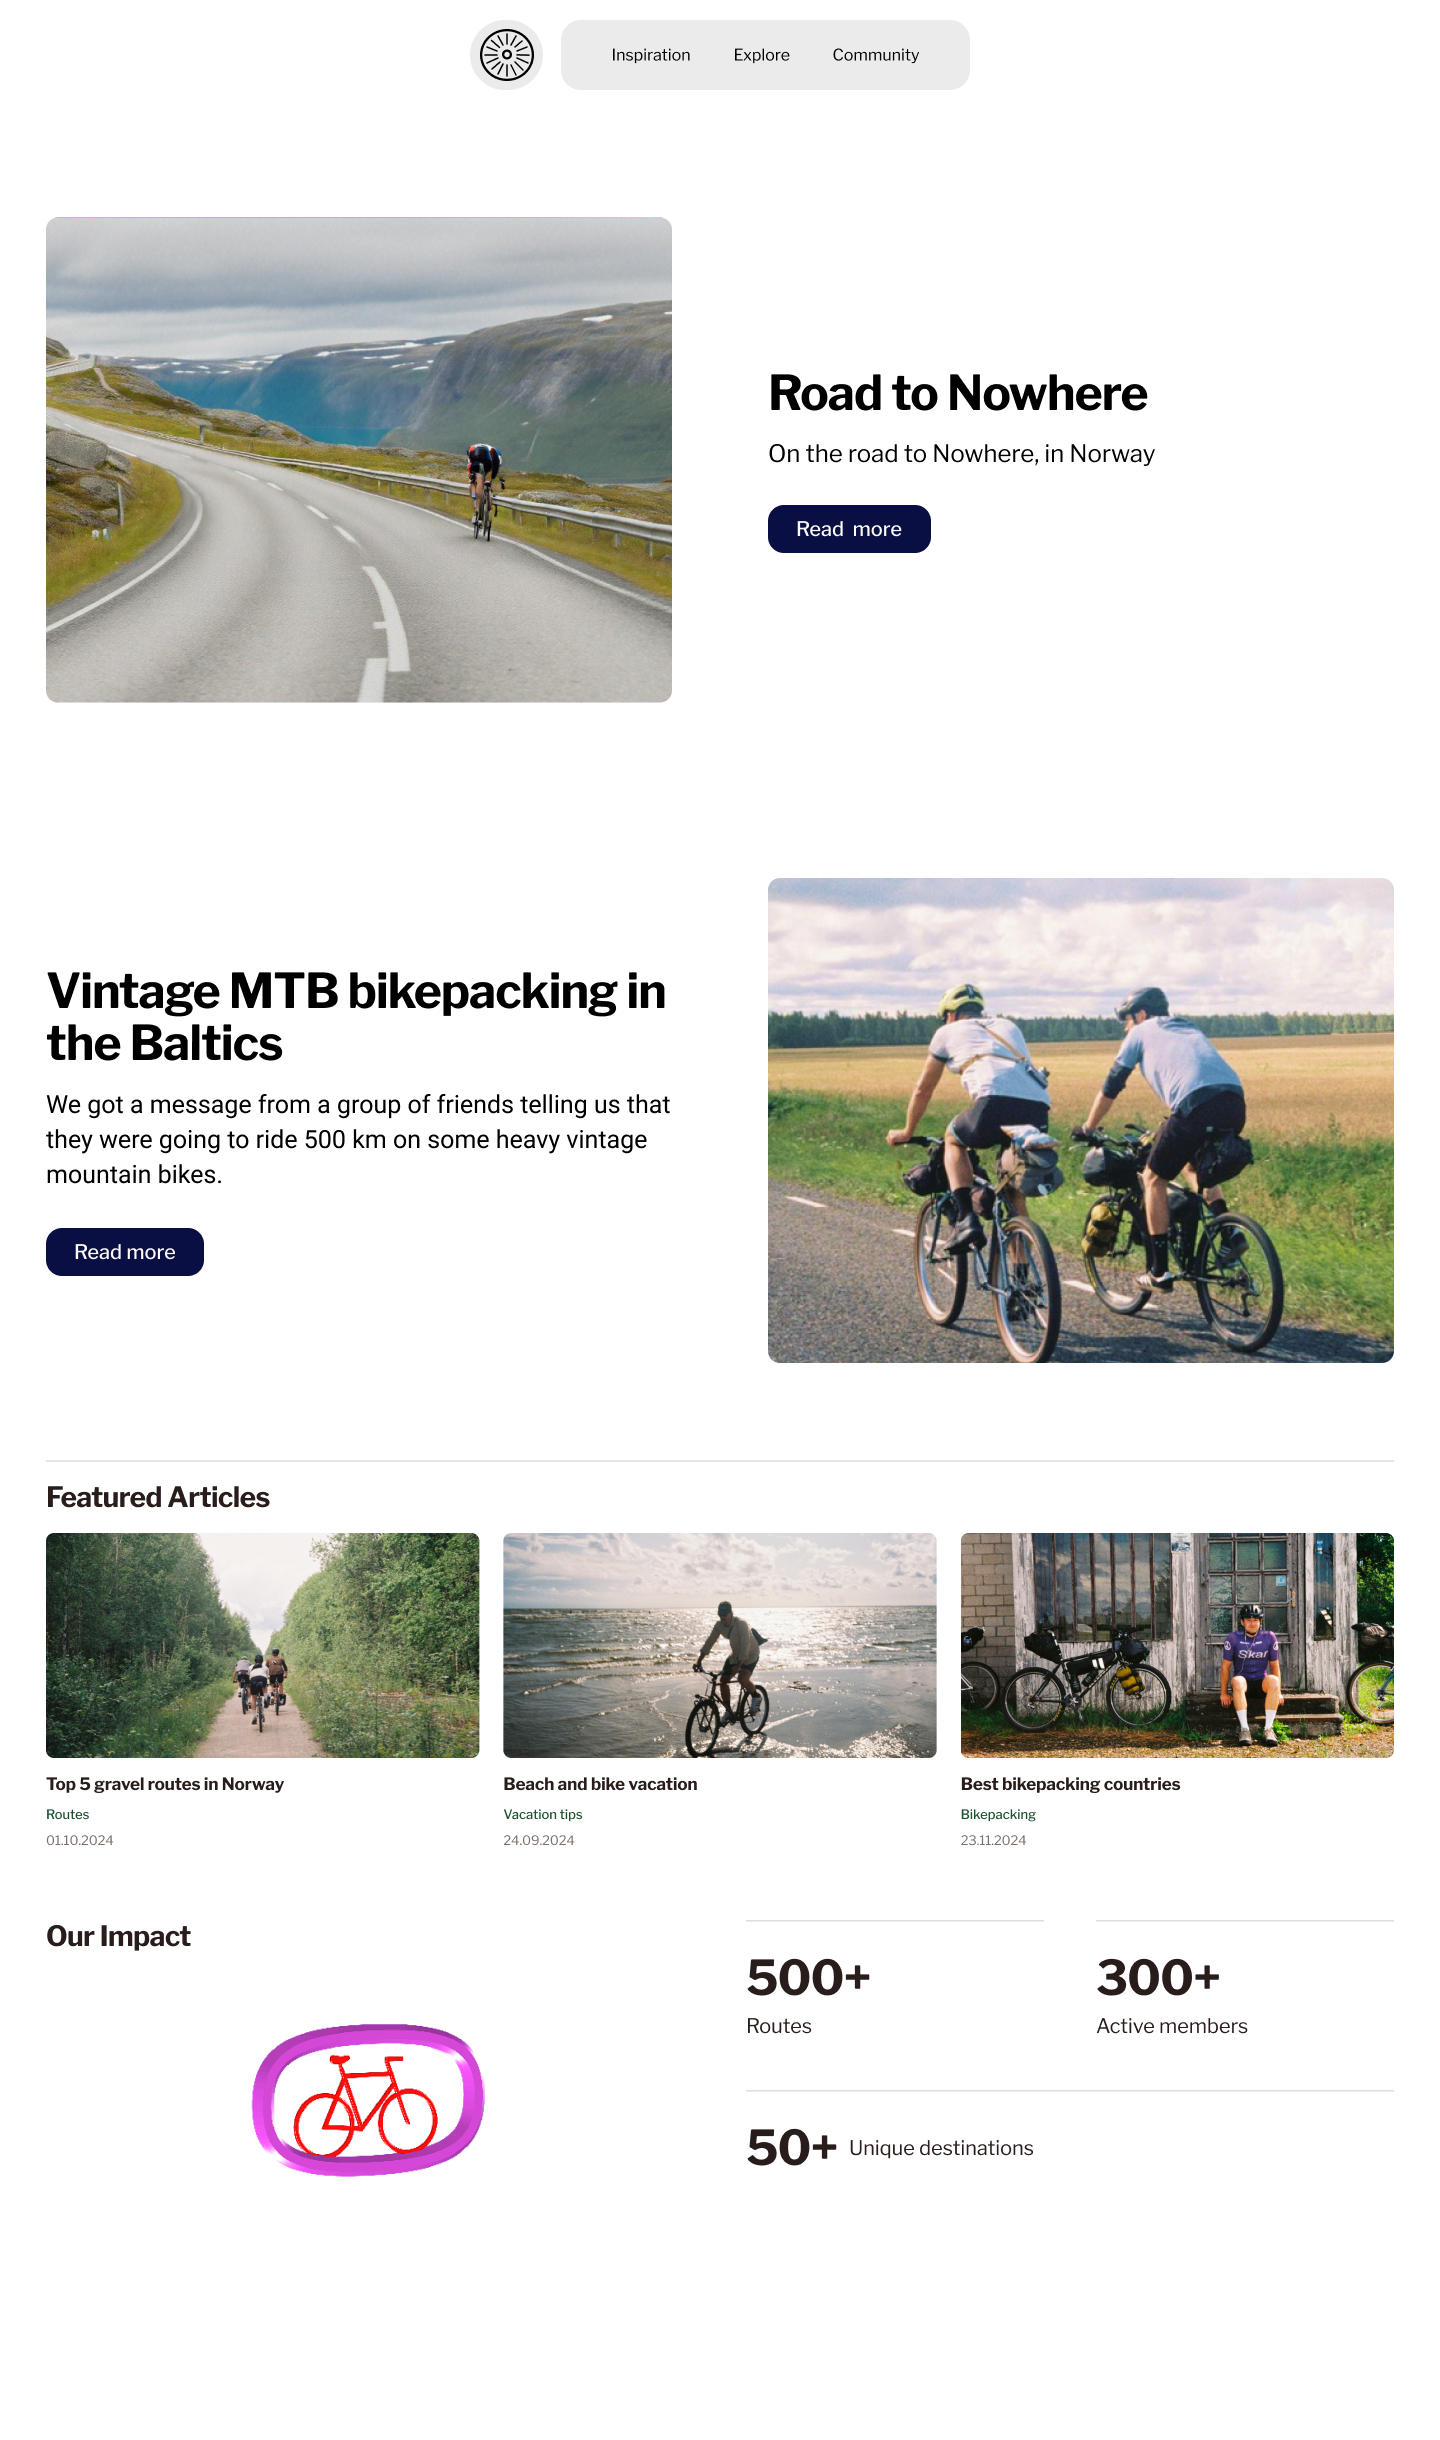 Inspiration Explore Community
Road to Nowhere
On the road to Nowhere, in Norway
Read  more
Vintage MTB bikepacking in
the Baltics
We got a message from a group of friends telling us that
they were going to ride 500 km on some heavy vintage
mountain bikes.
Read more
Featured Articles
Skar
Top 5 gravel routes in Norway
Routes
01.10.2024
Beach and bike vacation
Vacation tips
24.09.2024
Best bikepacking countries
Bikepacking
23.11.2024
Our Impact
500+
Routes
300+
Active members
50+ Unique destinations